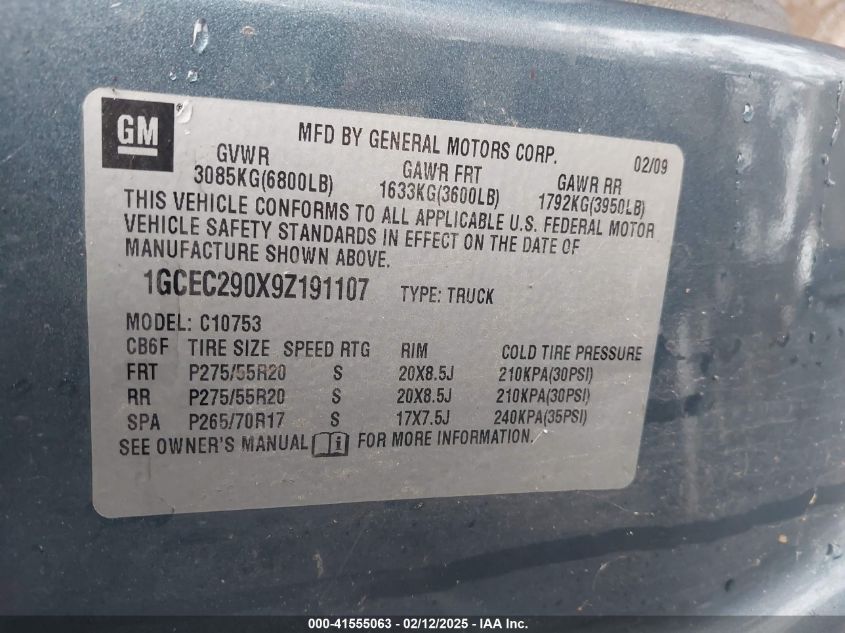 GM
MFD BY GENERAL MOTORS CORP. 02/09
GVWR GAWR FRT GAWR RR
3085KG(6800LB) 1633KG(3600LB) 1792KG(3950LB)
THIS VEHICLE CONFORMS TO ALL APPLICABLE U.S. FEDERAL MOTOR
VEHICLE SAFETY STANDARDS IN EFFECT ON THE DATE OF
MANUFACTURE SHOWN ABOVE.
1GCEC290X9Z191107 TYPE: TRUCK
MODEL: C10753
CB6F TIRE SIZE SPEED RTG RIM COLD TIRE PRESSURE
FRT P275/55R20 S 20X8.5J 210KPA(30PSI)
RR P275/55R20 S 20X8.5J 210KPA(30PSI)
SPA P265/70R17 S 17X7.5J 240KPA(35PSI)
SEE OWNER'S MANUAL i FOR MORE INFORMATION.
000-41555063 - 02/12/2025 - IAA Inc.